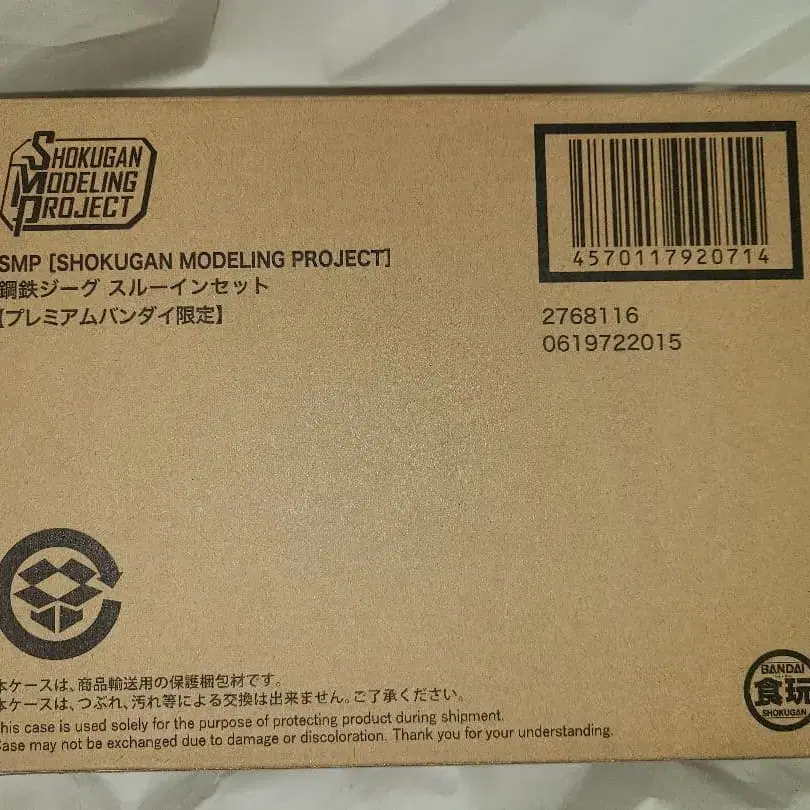 SHOKUGAN
MODELING
PROJECT
SMP [SHOKUGAN MODELING PROJECT]
鋼鉄ジーグ スルーインセット
【プレミアムバンダイ限定】
4570117920714
2768116
0619722015
本ケースは、商品輸送用の保護梱包材です。
本ケースは、つぶれ、汚れ等による交換は出来ません。ご了承ください。
This case is used solely for the purpose of protecting product during shipment.
Case may not be exchanged due to damage or discoloration. Thank you for your understanding.
BANDAI
食玩
SHOKUGAN